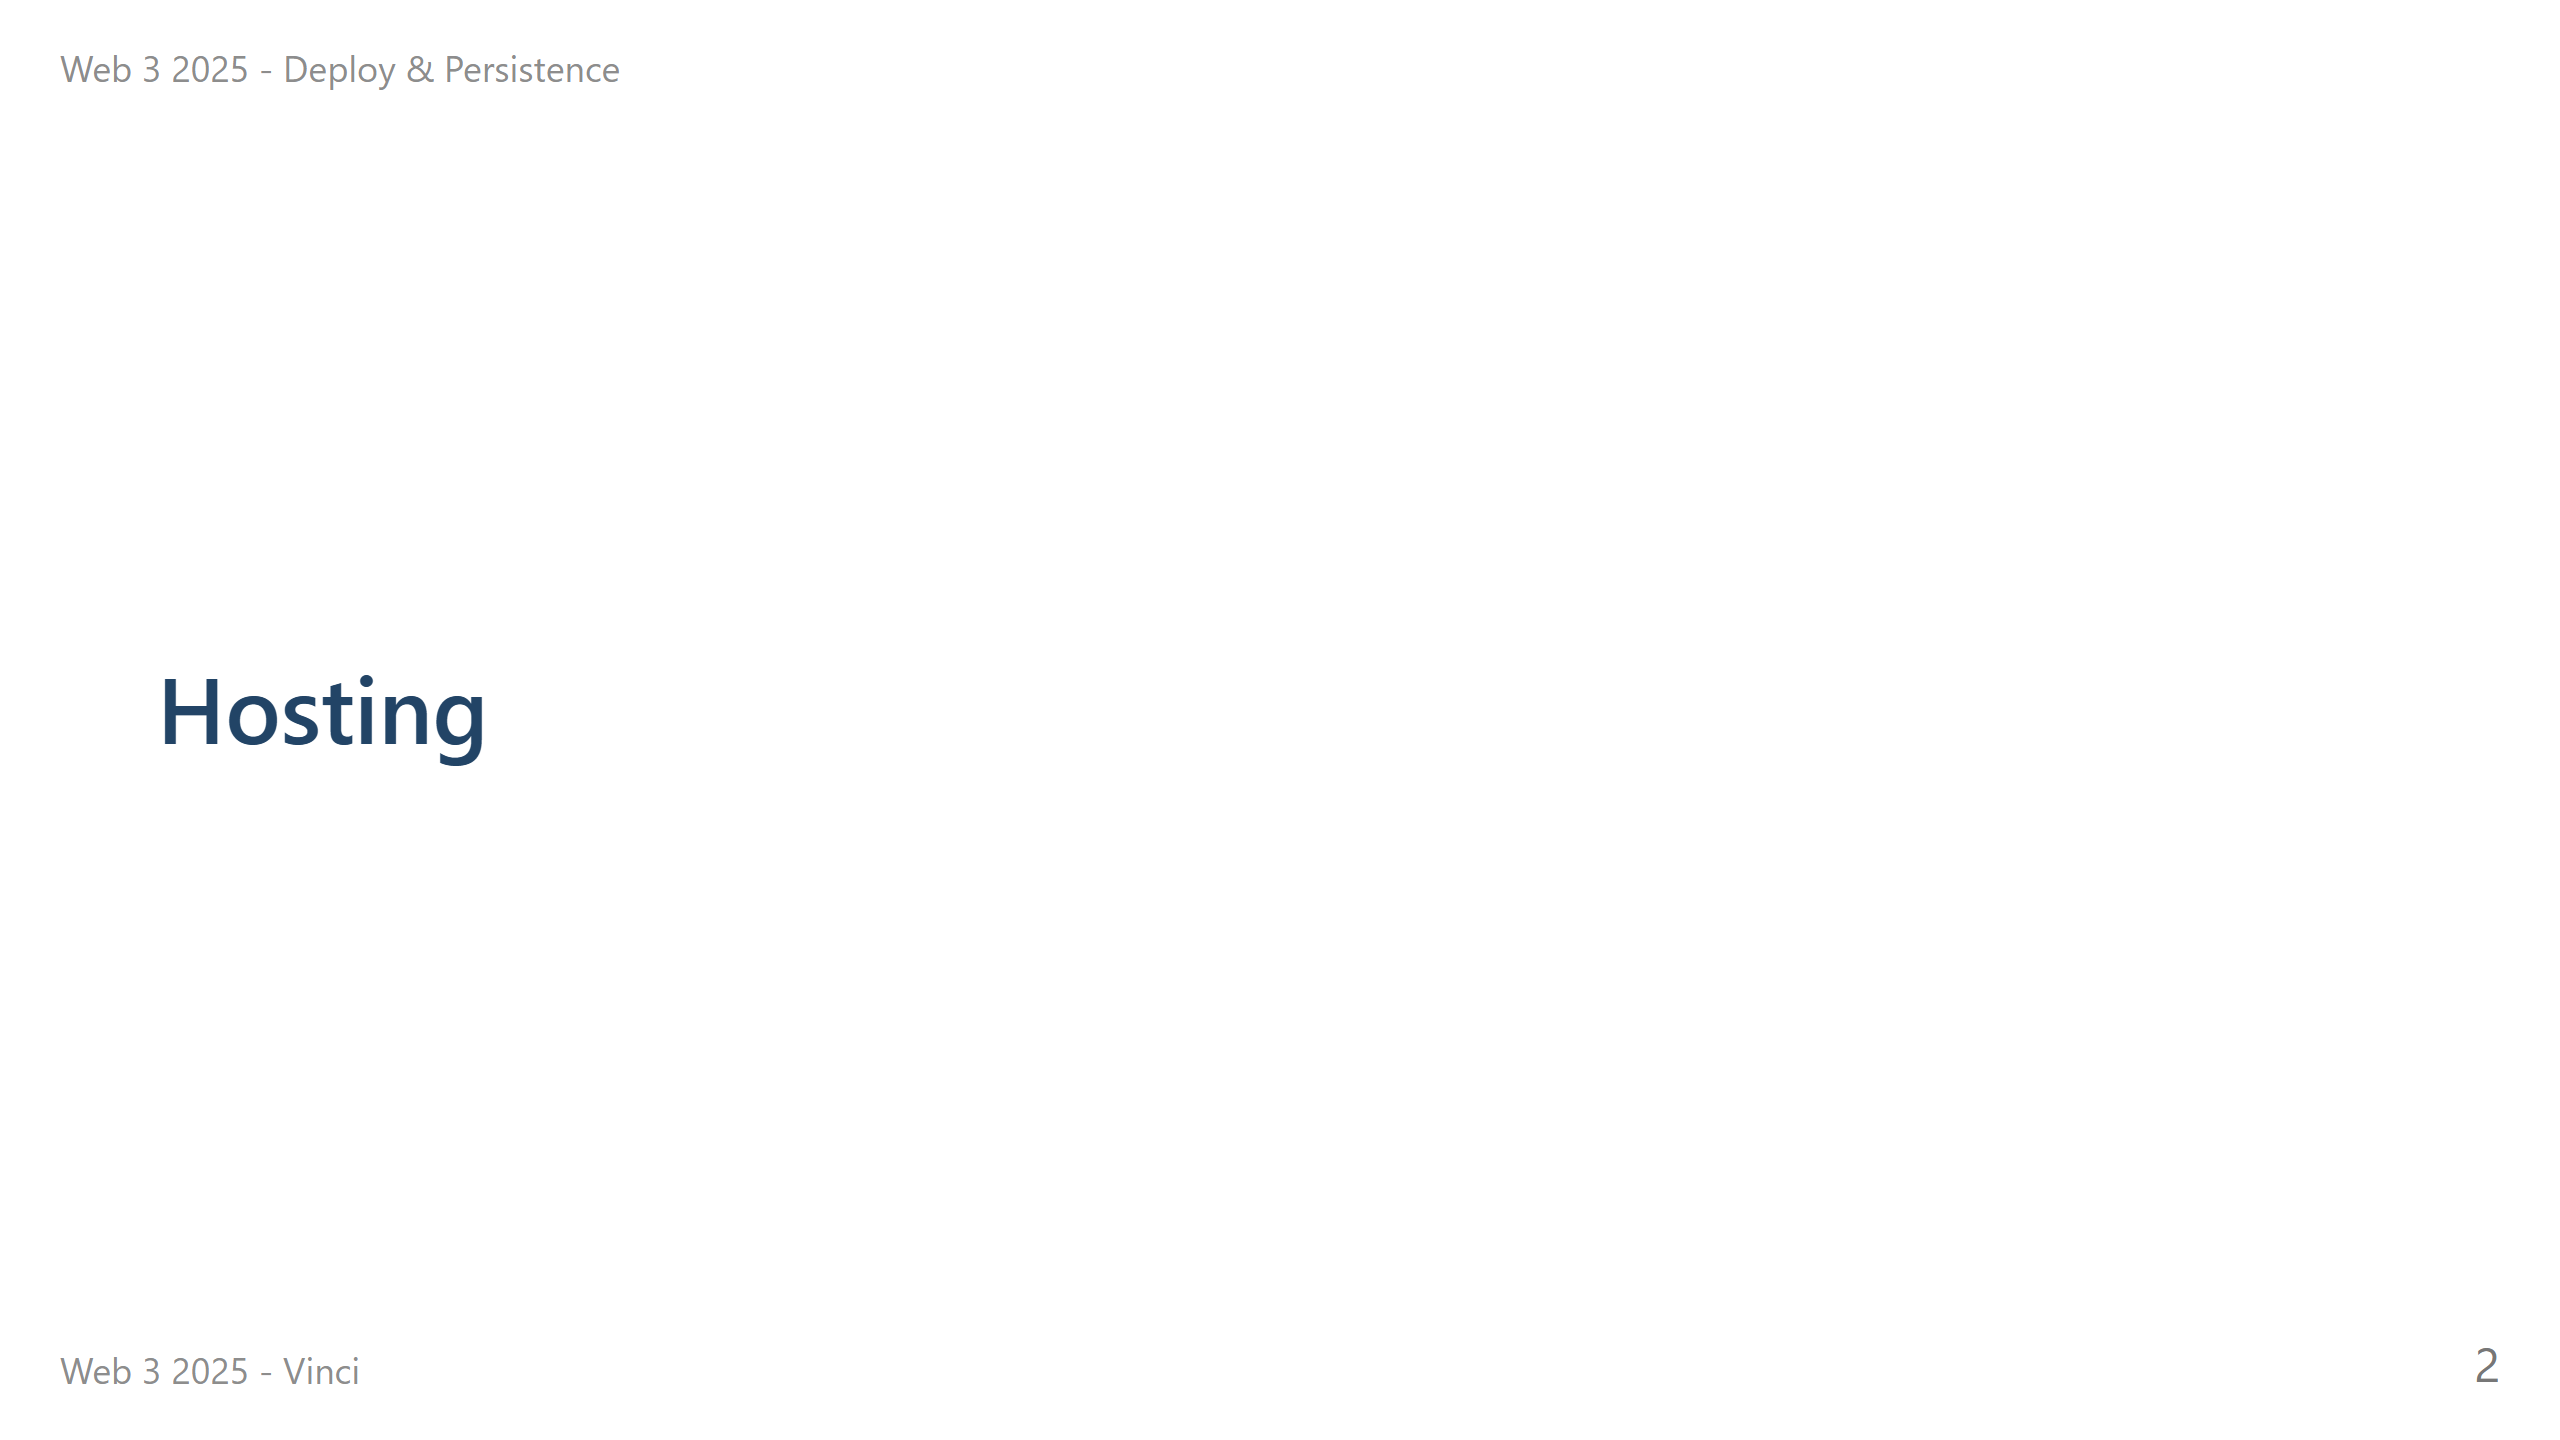 Web 3 2025 - Deploy & Persistence
Hosting
Web 3 2025 - Vinci
2